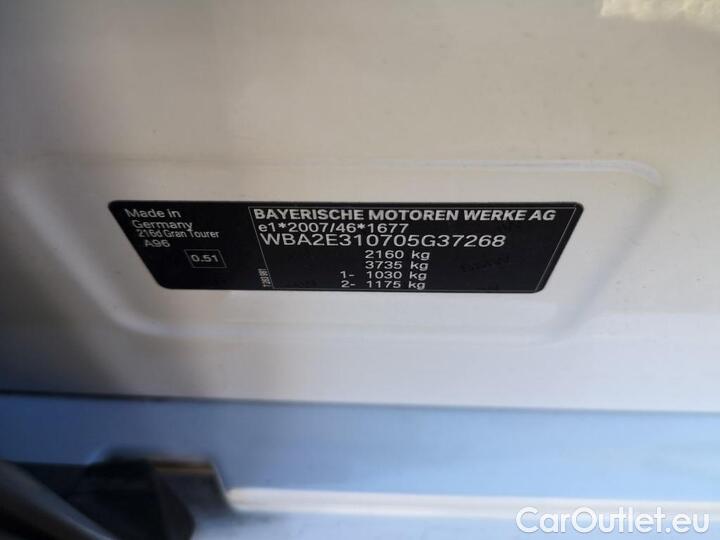 Made in
Germany
216d Gran Tourer
A96
0.51
BAYERISCHE MOTOREN WERKE AG
e1*2007/46*1677
WBA2E310705G37268
2160 kg
3735 kg
1- 1030 kg
2- 1175 kg
CarOutlet.eu